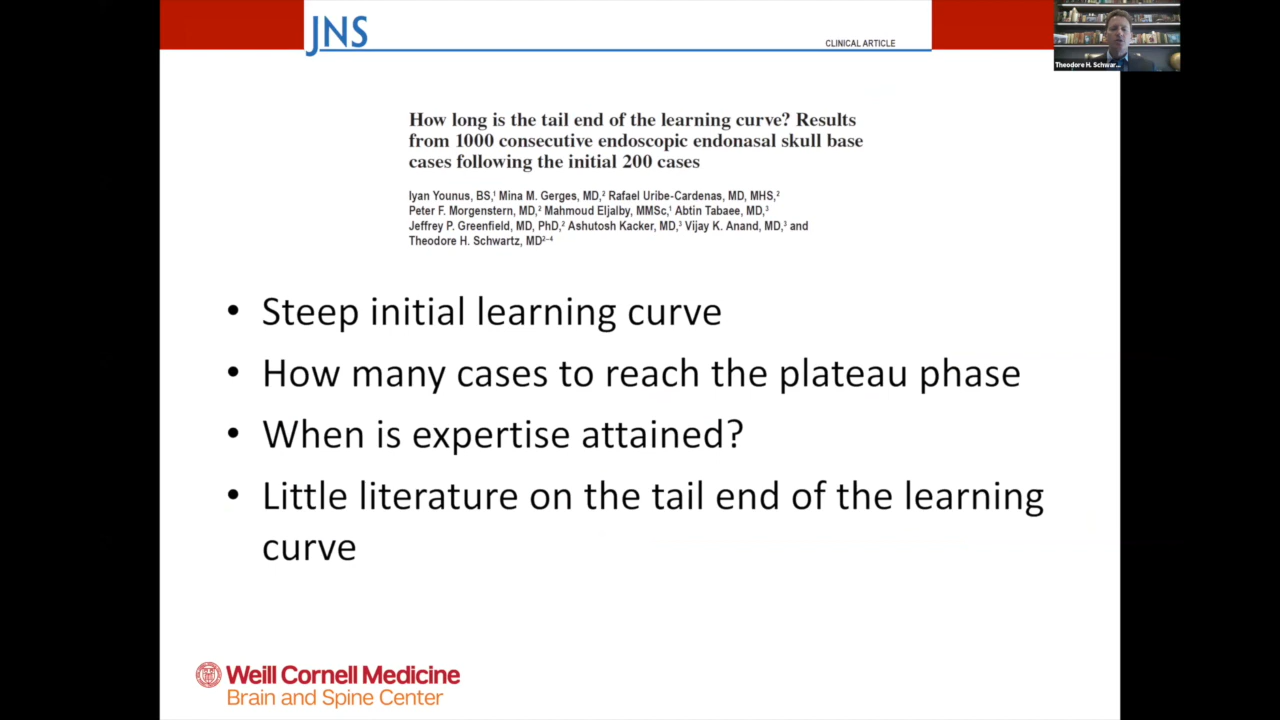 JNS
CLINICAL ARTICLE
Theodore H. Schwar...
How long is the tail end of the learning curve? Results
from 1000 consecutive endoscopic endonasal skull base
cases following the initial 200 cases
Iyan Younus, BS,¹ Mina M. Gerges, MD,² Rafael Uribe-Cardenas, MD, MHS,²
Peter F. Morgenstern, MD,² Mahmoud Eljalby, MMSc,¹ Abtin Tabaee, MD,³
Jeffrey P. Greenfield, MD, PhD,² Ashutosh Kacker, MD,³ Vijay K. Anand, MD,³ and
Theodore H. Schwartz, MD²⁻⁴
• Steep initial learning curve
• How many cases to reach the plateau phase
• When is expertise attained?
• Little literature on the tail end of the learning
curve
Weill Cornell Medicine
Brain and Spine Center